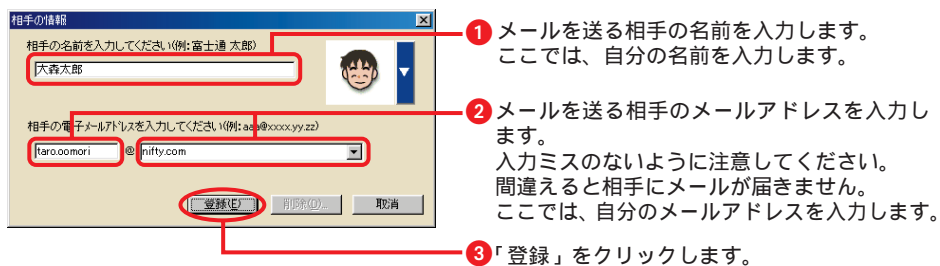 相手の情報
相手の名前を入力してください(例:富士通 太郎)
大森太郎
相手の電子メールアドレスを入力してください(例:aaa@xxxx.yy.zz)
taro.oomori @ nifty.com
登録(E) 削除(D)... 取消
1 メールを送る相手の名前を入力します。
ここでは、自分の名前を入力します。
2 メールを送る相手のメールアドレスを入力し
ます。
入力ミスのないように注意してください。
間違えると相手にメールが届きません。
ここでは、自分のメールアドレスを入力します。
3 「登録」をクリックします。